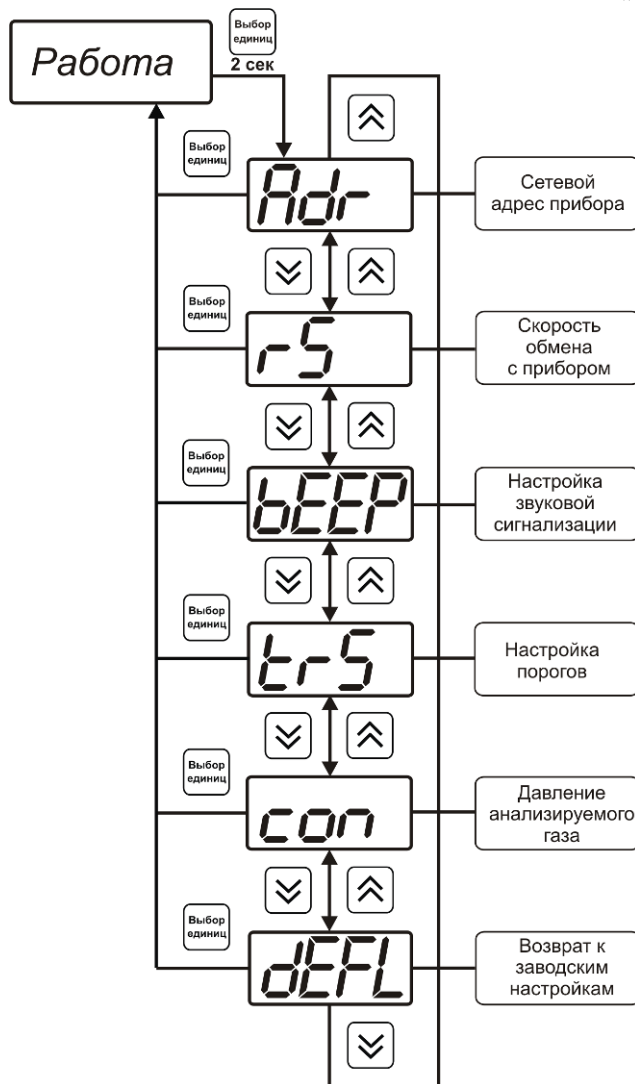 Работа
Выбор
единиц
2 сек
Выбор
единиц
Adr
Сетевой
адрес прибора
Выбор
единиц
rS
Скорость
обмена
с прибором
Выбор
единиц
bEEP
Настройка
звуковой
сигнализации
Выбор
единиц
trS
Настройка
порогов
Выбор
единиц
con
Давление
анализируемого
газа
Выбор
единиц
dEFL
Возврат к
заводским
настройкам